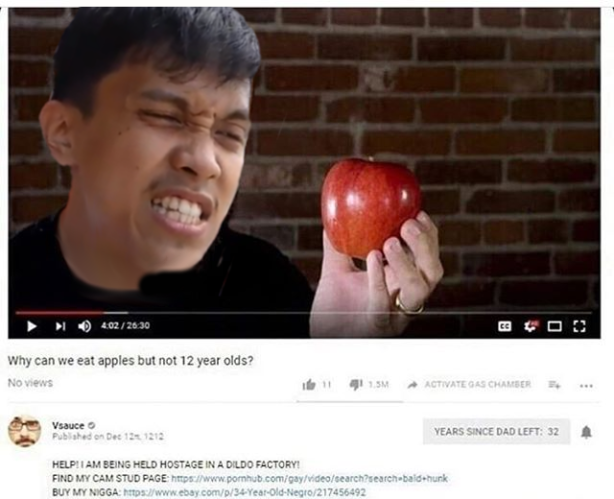 4:02 / 26:30
CC
Why can we eat apples but not 12 year olds?
No views
11
1.5M
ACTIVATE GAS CHAMBER
Vsauce
YEARS SINCE DAD LEFT: 32
Published on Dec 12n, 1212
HELP! I AM BEING HELD HOSTAGE IN A DILDO FACTORY!
FIND MY CAM STUD PAGE: https://www.pornhub.com/gay/video/search?search=bald+hunk
BUY MY NIGGA: https://www.ebay.com/p/34-Year-Old-Negro/217456492